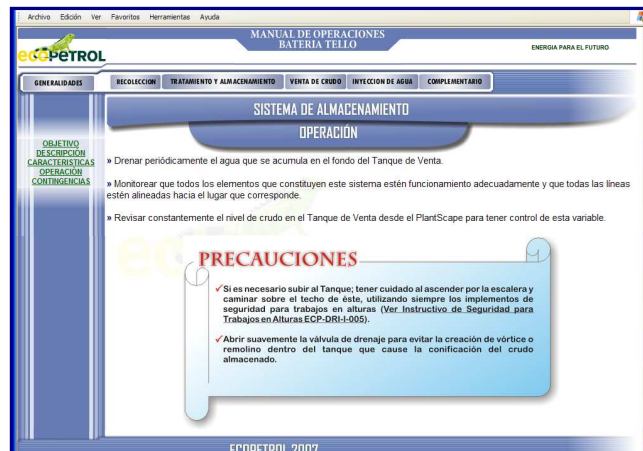 Archivo Edición Ver Favoritos Herramientas Ayuda
MANUAL DE OPERACIONES
BATERIA TELLO
ecoPETROL
ENERGIA PARA EL FUTURO
GENERALIDADES RECOLECCION TRATAMIENTO Y ALMACENAMIENTO VENTA DE CRUDO INYECCION DE AGUA COMPLEMENTARIO
SISTEMA DE ALMACENAMIENTO
OPERACIÓN
OBJETIVO
DESCRIPCIÓN
CARACTERISTICAS
OPERACIÓN
CONTINGENCIAS
» Drenar periódicamente el agua que se acumula en el fondo del Tanque de Venta.
» Monitorear que todos los elementos que constituyen este sistema estén funcionamiento adecuadamente y que todas las líneas
estén alineadas hacia el lugar que corresponde.
» Revisar constantemente el nivel de crudo en el Tanque de Venta desde el PlantScape para tener control de esta variable.
PRECAUCIONES
✓Si es necesario subir al Tanque; tener cuidado al ascender por la escalera y
caminar sobre el techo de éste, utilizando siempre los implementos de
seguridad para trabajos en alturas (Ver Instructivo de Seguridad para
Trabajos en Alturas ECP-DRI-I-005).
✓Abrir suavemente la válvula de drenaje para evitar la creación de vórtice o
remolino dentro del tanque que cause la conificación del crudo
almacenado.
ECOPETROL 2007